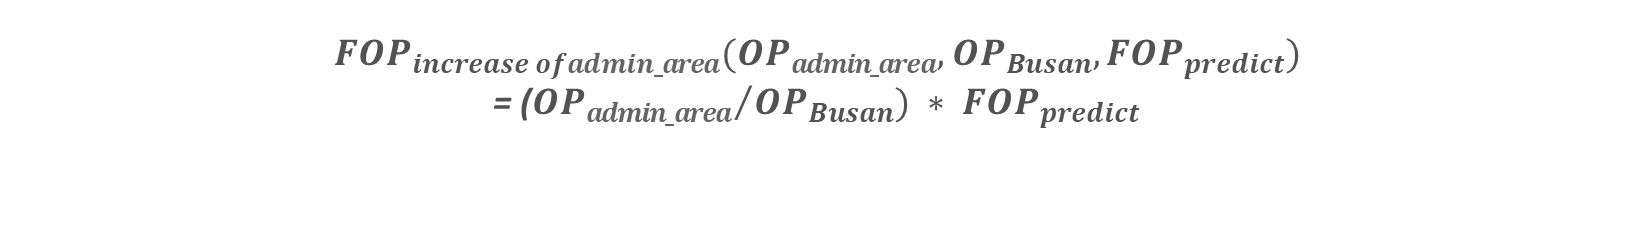 FOP_increase of admin_area(OP_admin_area, OP_Busan, FOP_predict)
= (OP_admin_area/OP_Busan) * FOP_predict